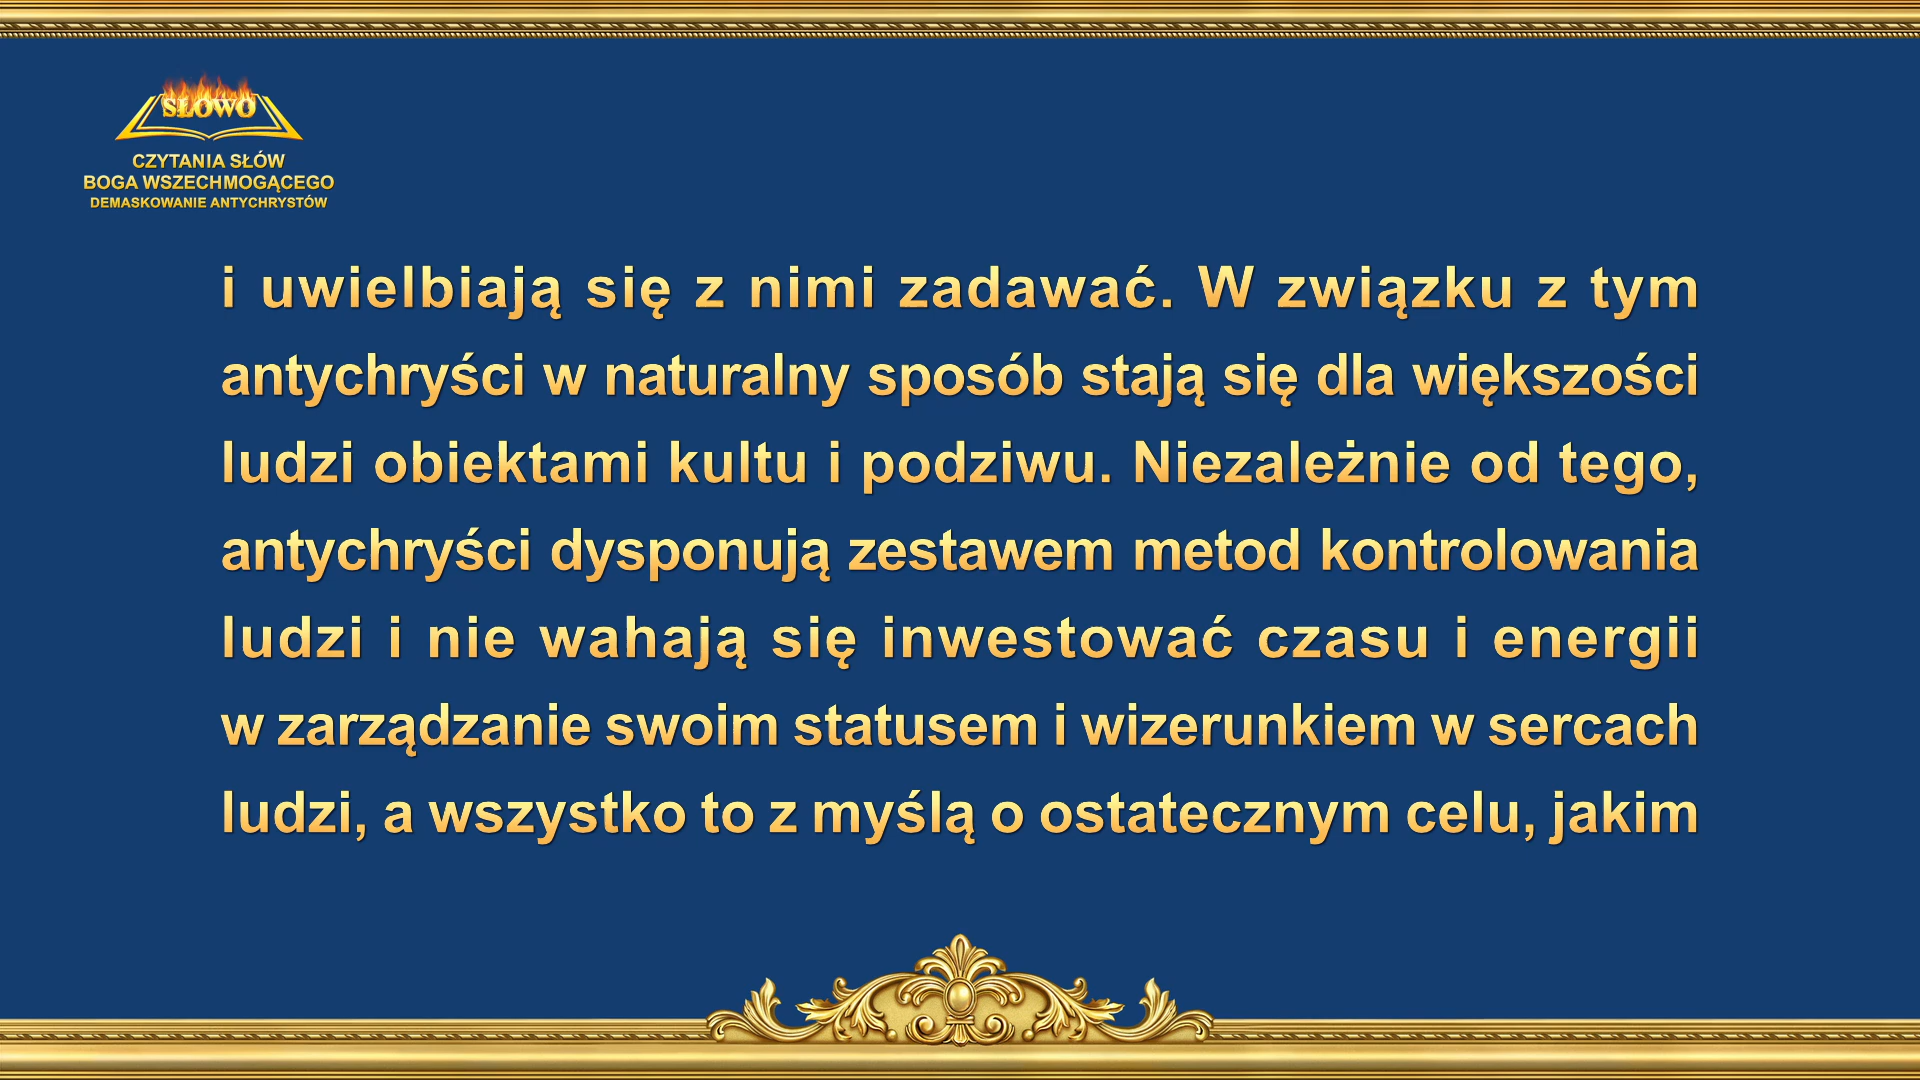 SŁOWO
CZYTANIA SŁÓW
BOGA WSZECHMOGĄCEGO
DEMASKOWANIE ANTYCHRYSTÓW
i uwielbiają się z nimi zadawać. W związku z tym
antychryści w naturalny sposób stają się dla większości
ludzi obiektami kultu i podziwu. Niezależnie od tego,
antychryści dysponują zestawem metod kontrolowania
ludzi i nie wahają się inwestować czasu i energii
w zarządzanie swoim statusem i wizerunkiem w sercach
ludzi, a wszystko to z myślą o ostatecznym celu, jakim